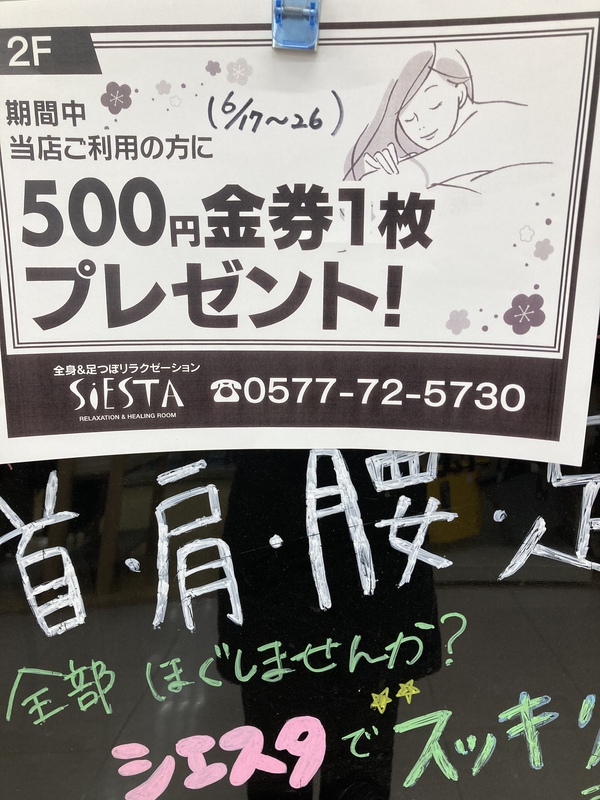 2F
期間中
(6/17~26)
当店ご利用の方に
500円金券1枚
プレゼント!
全身&足つぼリラクゼーション
SiESTA
RELAXATION & HEALING ROOM
☎0577-72-5730
首・肩・腰・足
全部 ほぐしませんか?
シエスタでスッキリ